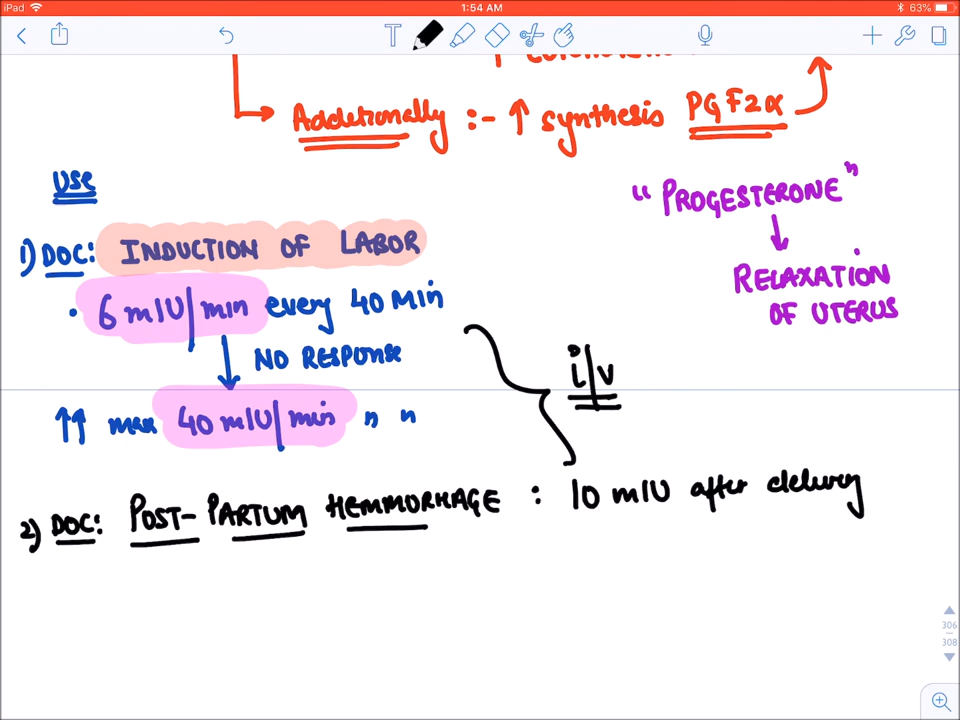 iPad 1:54 AM 63%
T
Additionally :- ↑ synthesis PGF2α
Use
"PROGESTERONE"
↓
RELAXATION
OF UTERUS
1) DOC: INDUCTION OF LABOR
• 6 mIU/min every 40 Min
↓ NO RESPONSE
i/v
↑↑ max 40 mIU/min " "
2) DOC: POST-PARTUM HEMMORHAGE : 10 mIU after delivery
306
308